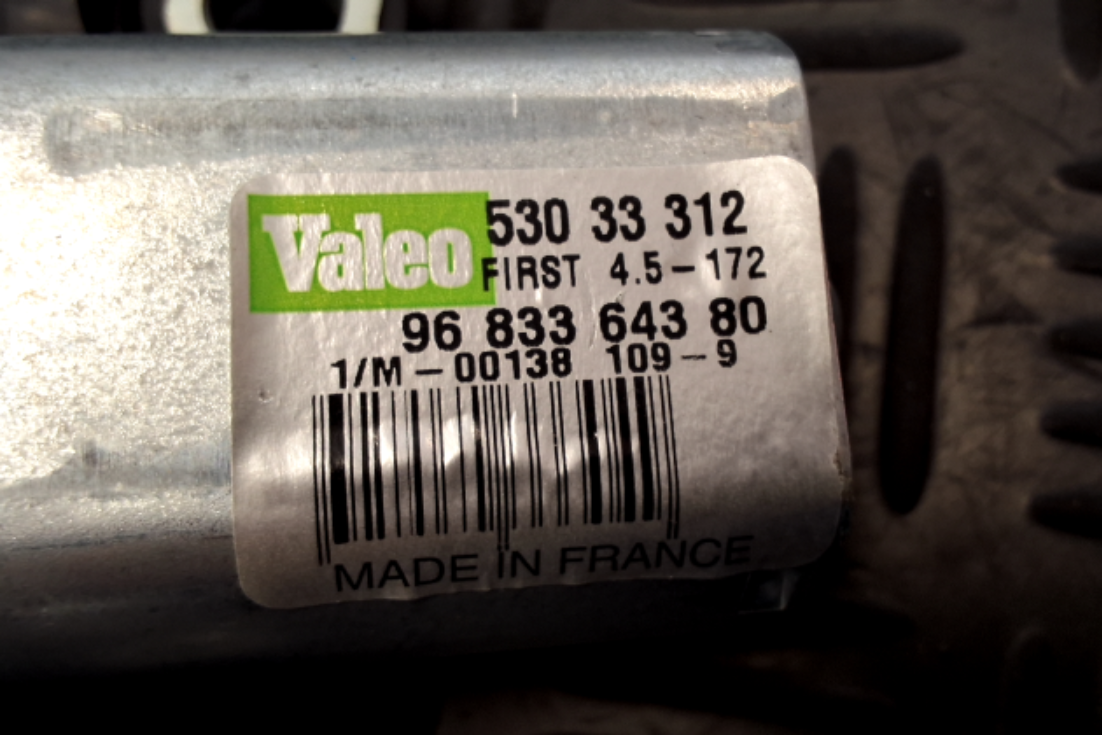 Valeo 530 33 312
FIRST 4.5-172
96 833 643 80
1/M-00138 109-9
MADE IN FRANCE